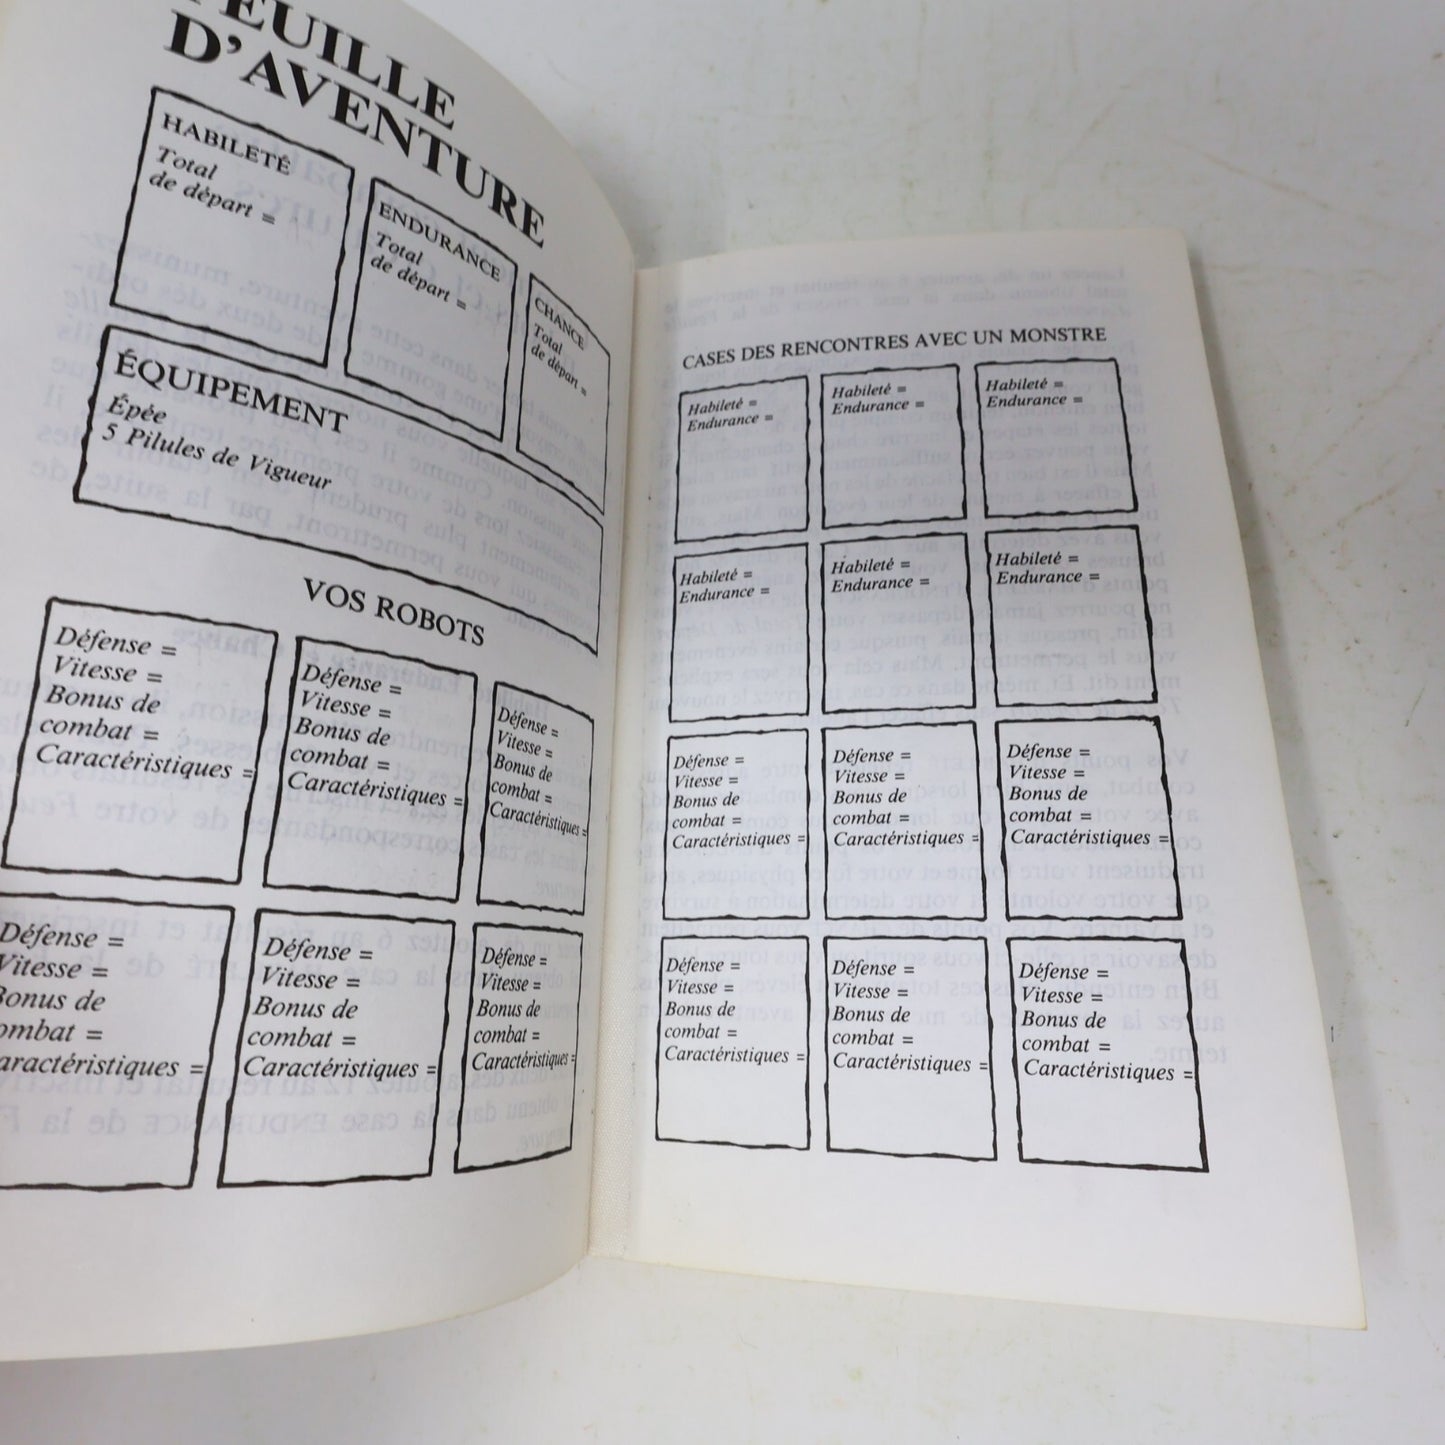 FEUILLE
D'AVENTURE
HABILETÉ
Total
de départ =
ENDURANCE
Total
de départ =
CHANCE
Total
de départ =
ÉQUIPEMENT
Épée
5 Pilules de Vigueur
VOS ROBOTS
Défense =
Vitesse =
Bonus de
combat =
Caractéristiques =
Défense =
Vitesse =
Bonus de
combat =
Caractéristiques =
Défense =
Vitesse =
Bonus de
combat =
Caractéristiques =
Défense =
Vitesse =
Bonus de
ombat =
aractéristiques =
Défense =
Vitesse =
Bonus de
combat =
Caractéristiques =
Défense =
Vitesse =
Bonus de
combat =
Caractéristiques =
CASES DES RENCONTRES AVEC UN MONSTRE
Habileté =
Endurance =
Habileté =
Endurance =
Habileté =
Endurance =
Habileté =
Endurance =
Habileté =
Endurance =
Habileté =
Endurance =
Défense =
Vitesse =
Bonus de
combat =
Caractéristiques =
Défense =
Vitesse =
Bonus de
combat =
Caractéristiques =
Défense =
Vitesse =
Bonus de
combat =
Caractéristiques =
Défense =
Vitesse =
Bonus de
combat =
Caractéristiques =
Défense =
Vitesse =
Bonus de
combat =
Caractéristiques =
Défense =
Vitesse =
Bonus de
combat =
Caractéristiques =